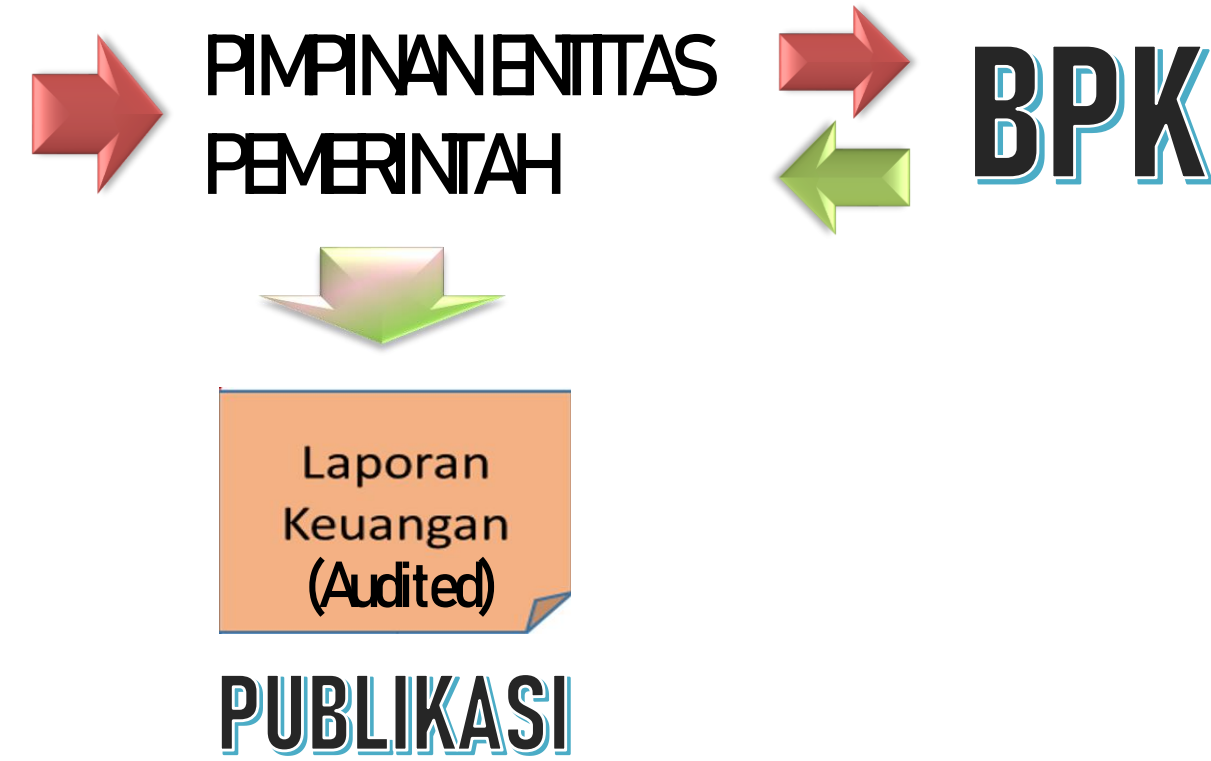 PIMPINAN ENTITAS
PEMERINTAH
BPK
Laporan
Keuangan
(Audited)
PUBLIKASI